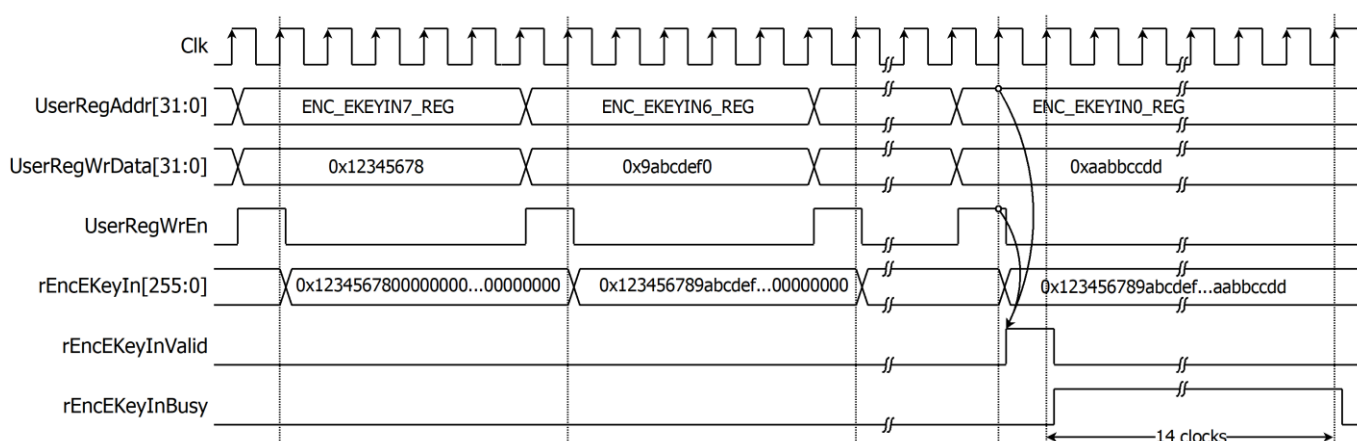 Clk
UserRegAddr[31:0] ENC_EKEYIN7_REG ENC_EKEYIN6_REG ENC_EKEYIN0_REG
UserRegWrData[31:0] 0x12345678 0x9abcdef0 0xaabbccdd
UserRegWrEn
rEncEKeyIn[255:0] 0x1234567800000000...00000000 0x123456789abcdef...00000000 0x123456789abcdef...aabbccdd
rEncEKeyInValid
rEncEKeyInBusy
14 clocks